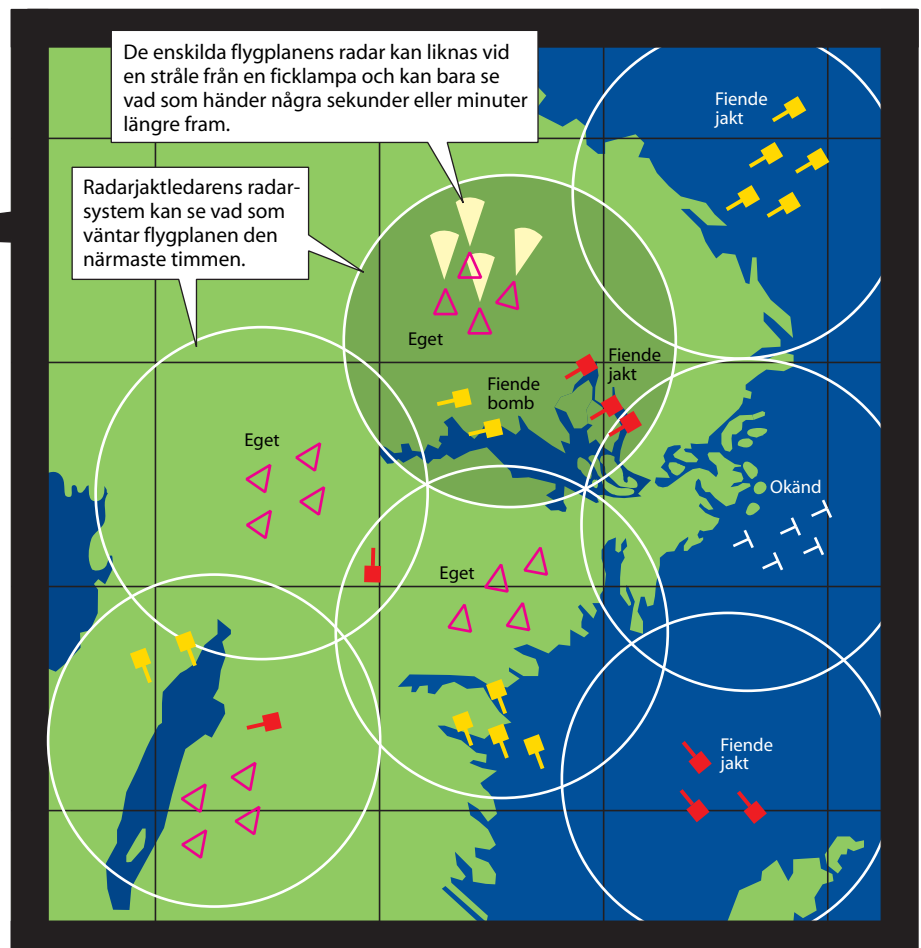 De enskilda flygplanens radar kan liknas vid
en stråle från en ficklampa och kan bara se
vad som händer några sekunder eller minuter
längre fram.
Radarjaktledarens radar-
system kan se vad som
väntar flygplanen den
närmaste timmen.
Fiende
jakt
Eget
Fiende
bomb
Fiende
jakt
Eget
Okänd
Eget
Fiende
jakt